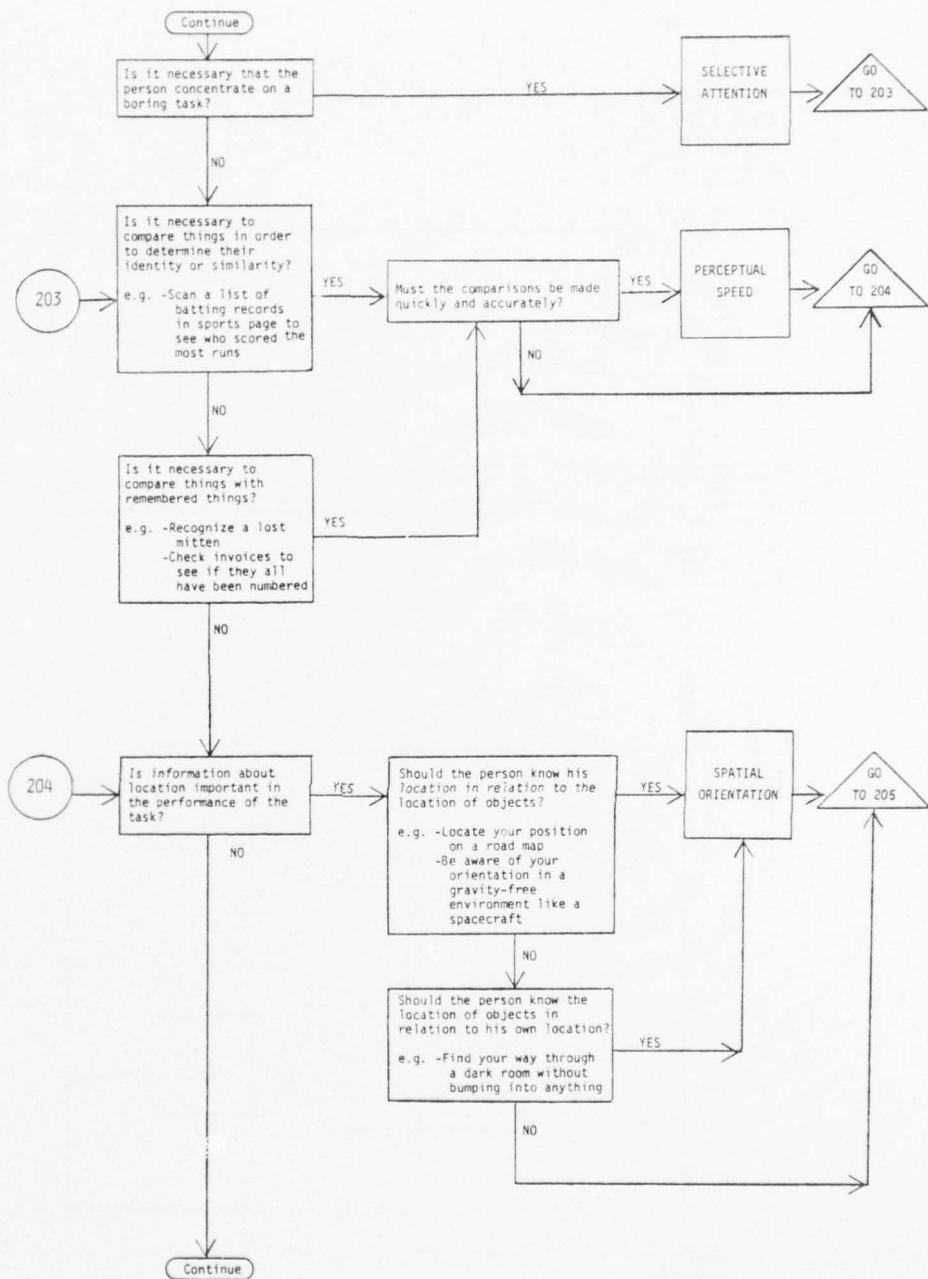 Continue
Is it necessary that the
person concentrate on a
boring task?
YES
SELECTIVE
ATTENTION
GO
TO 203
NO
203
Is it necessary to
compare things in order
to determine their
identity or similarity?
e.g. -Scan a list of
batting records
in sports page to
see who scored the
most runs
YES
Must the comparisons be made
quickly and accurately?
YES
PERCEPTUAL
SPEED
GO
TO 204
NO
NO
Is it necessary to
compare things with
remembered things?
e.g. -Recognize a lost
mitten
-Check invoices to
see if they all
have been numbered
YES
NO
204
Is information about
location important in
the performance of the
task?
YES
Should the person know his
location in relation to the
location of objects?
e.g. -Locate your position
on a road map
-Be aware of your
orientation in a
gravity-free
environment like a
spacecraft
YES
SPATIAL
ORIENTATION
GO
TO 205
NO
NO
Should the person know the
location of objects in
relation to his own location?
e.g. -Find your way through
a dark room without
bumping into anything
YES
NO
Continue